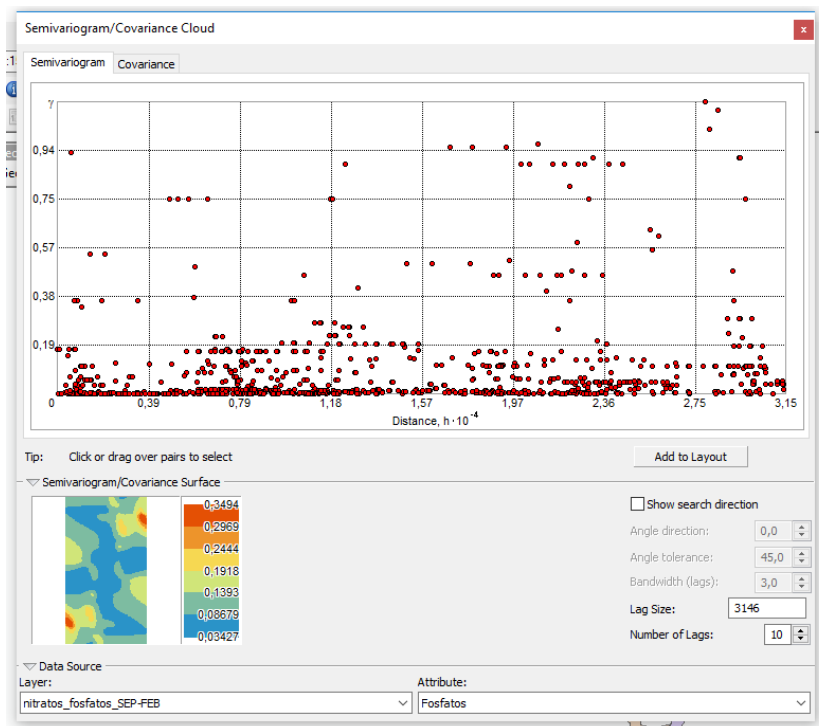 Semivariogram/Covariance Cloud
x
Semivariogram
Covariance
γ
0,94
0,75
0,57
0,38
0,19
0
0 0,39 0,79 1,18 1,57 1,97 2,36 2,75 3,15
Distance, h · 10⁻⁴
Tip: Click or drag over pairs to select
Add to Layout
Semivariogram/Covariance Surface
0,3494
0,2969
0,2444
0,1918
0,1393
0,08679
0,03427
Show search direction
Angle direction: 0,0
Angle tolerance: 45,0
Bandwidth (lags): 3,0
Lag Size: 3146
Number of Lags: 10
Data Source
Layer:
Attribute:
nitratos_fosfatos_SEP-FEB
Fosfatos